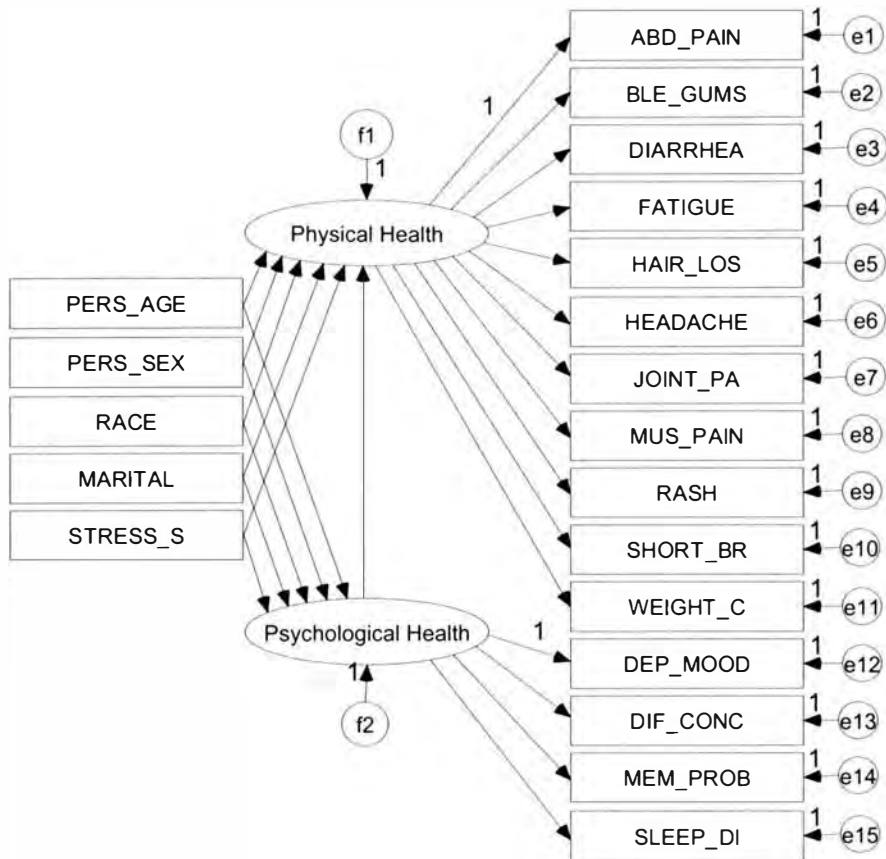 1
ABD_PAIN
e1
1
BLE_GUMS
e2
1
f1
1
DIARRHEA
e3
1
1
FATIGUE
e4
1
Physical Health
HAIR_LOS
e5
1
PERS_AGE
HEADACHE
e6
1
PERS_SEX
JOINT_PA
e7
1
RACE
MUS_PAIN
e8
1
MARITAL
RASH
e9
1
STRESS_S
SHORT_BR
e10
1
WEIGHT_C
e11
1
Psychological Health
1
DEP_MOOD
e12
1
1
f2
DIF_CONC
e13
1
MEM_PROB
e14
1
SLEEP_DI
e15
1